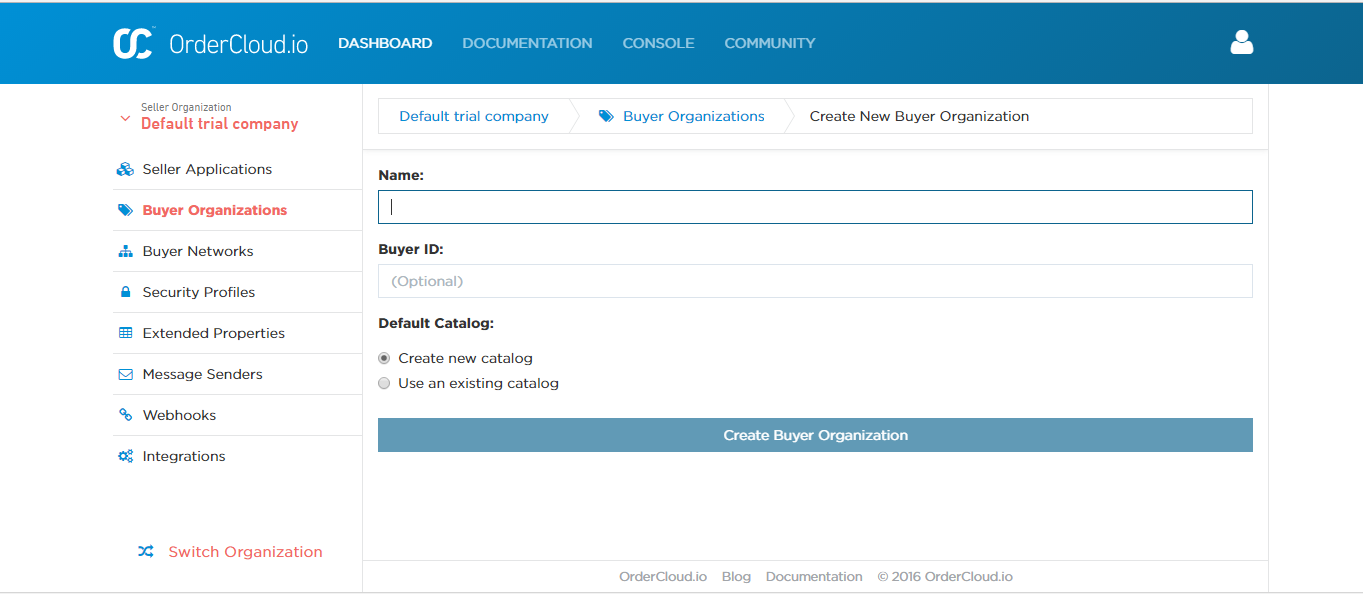 OC OrderCloud.io DASHBOARD DOCUMENTATION CONSOLE COMMUNITY
Seller Organization
Default trial company
Seller Applications
Buyer Organizations
Buyer Networks
Security Profiles
Extended Properties
Message Senders
Webhooks
Integrations
Switch Organization
Default trial company Buyer Organizations Create New Buyer Organization
Name:
Buyer ID:
(Optional)
Default Catalog:
Create new catalog
Use an existing catalog
Create Buyer Organization
OrderCloud.io Blog Documentation © 2016 OrderCloud.io